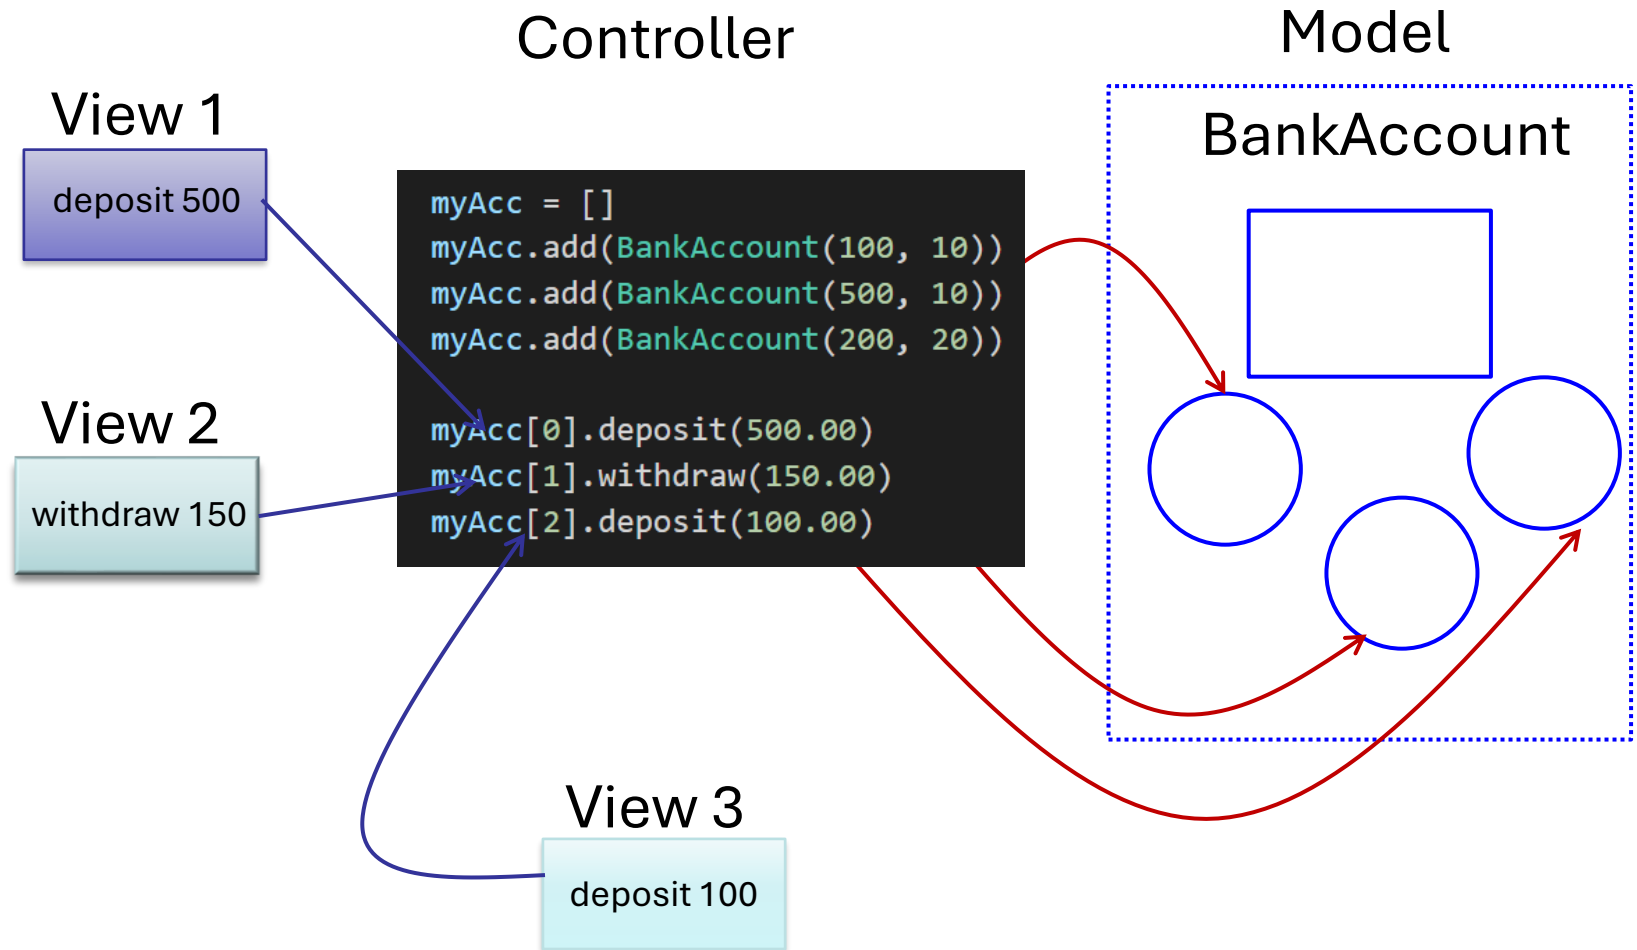 Controller
Model
View 1
deposit 500
View 2
withdraw 150
myAcc = []
myAcc.add(BankAccount(100, 10))
myAcc.add(BankAccount(500, 10))
myAcc.add(BankAccount(200, 20))
myAcc[0].deposit(500.00)
myAcc[1].withdraw(150.00)
myAcc[2].deposit(100.00)
BankAccount
View 3
deposit 100